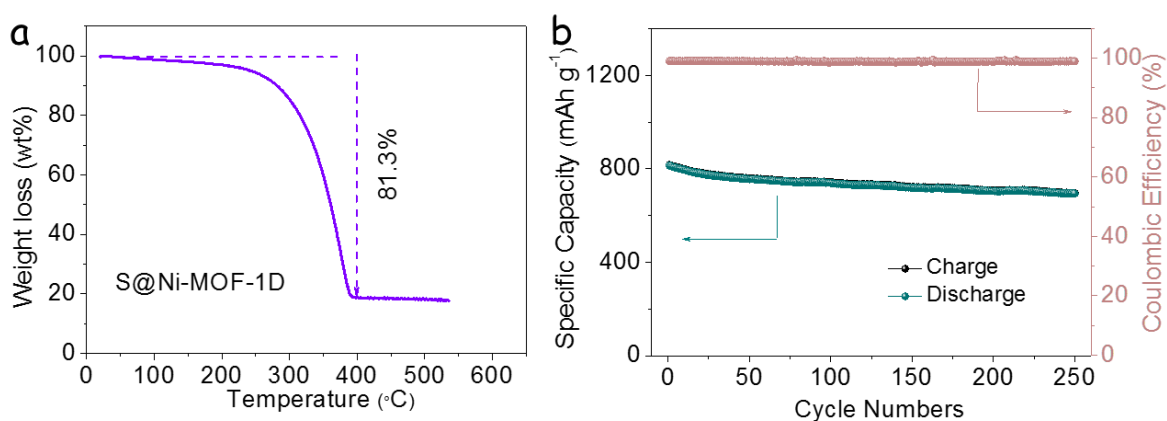 a
Weight loss (wt%)
100
80
60
40
20
0
81.3%
S@Ni-MOF-1D
0 100 200 300 400 500 600
Temperature (°C)
b
Specific Capacity (mAh g⁻¹)
1200
800
400
0
Charge
Discharge
0 50 100 150 200 250
Cycle Numbers
100
80
60
40
20
0
Coulombic Efficiency (%)